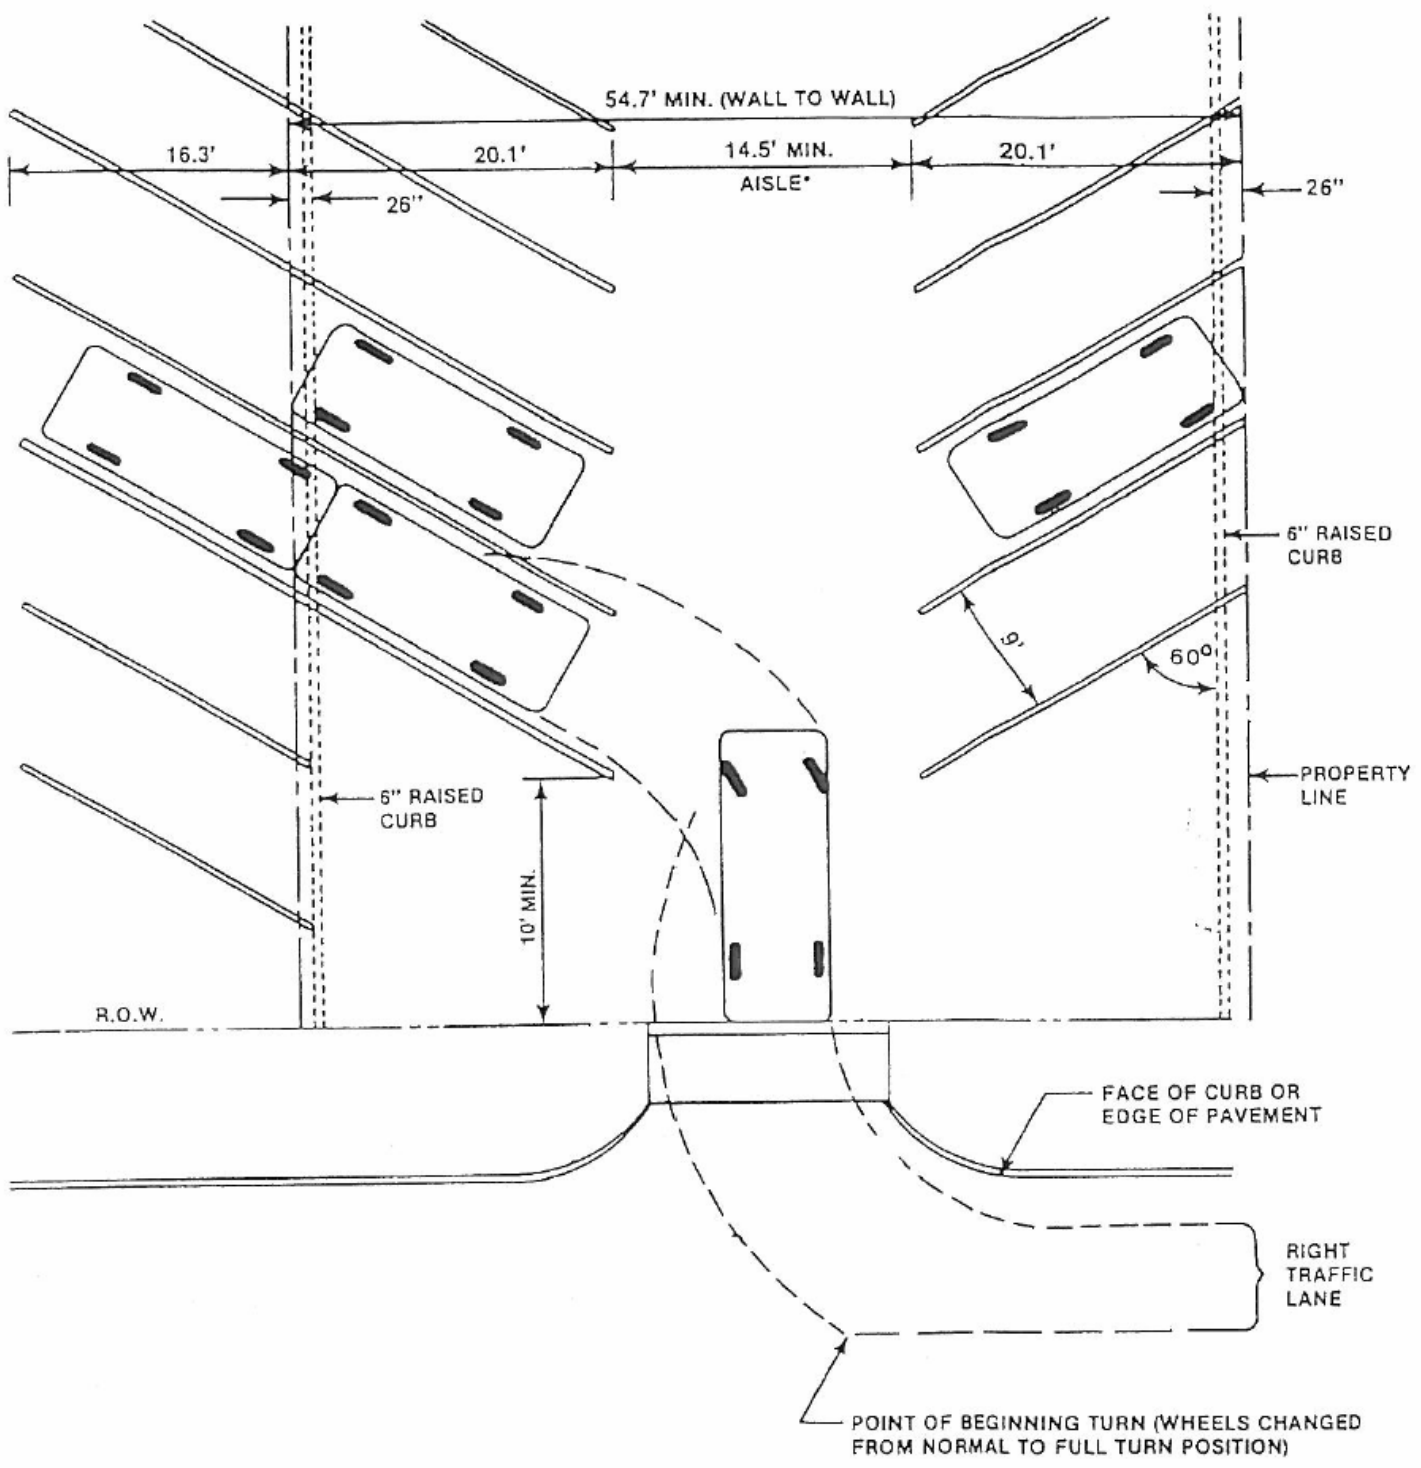 54.7' MIN. (WALL TO WALL)
16.3'
20.1'
14.5' MIN.
20.1'
AISLE*
26"
26"
6" RAISED
CURB
9'
60°
PROPERTY
LINE
6" RAISED
CURB
10' MIN.
R.O.W.
FACE OF CURB OR
EDGE OF PAVEMENT
RIGHT
TRAFFIC
LANE
POINT OF BEGINNING TURN (WHEELS CHANGED
FROM NORMAL TO FULL TURN POSITION)